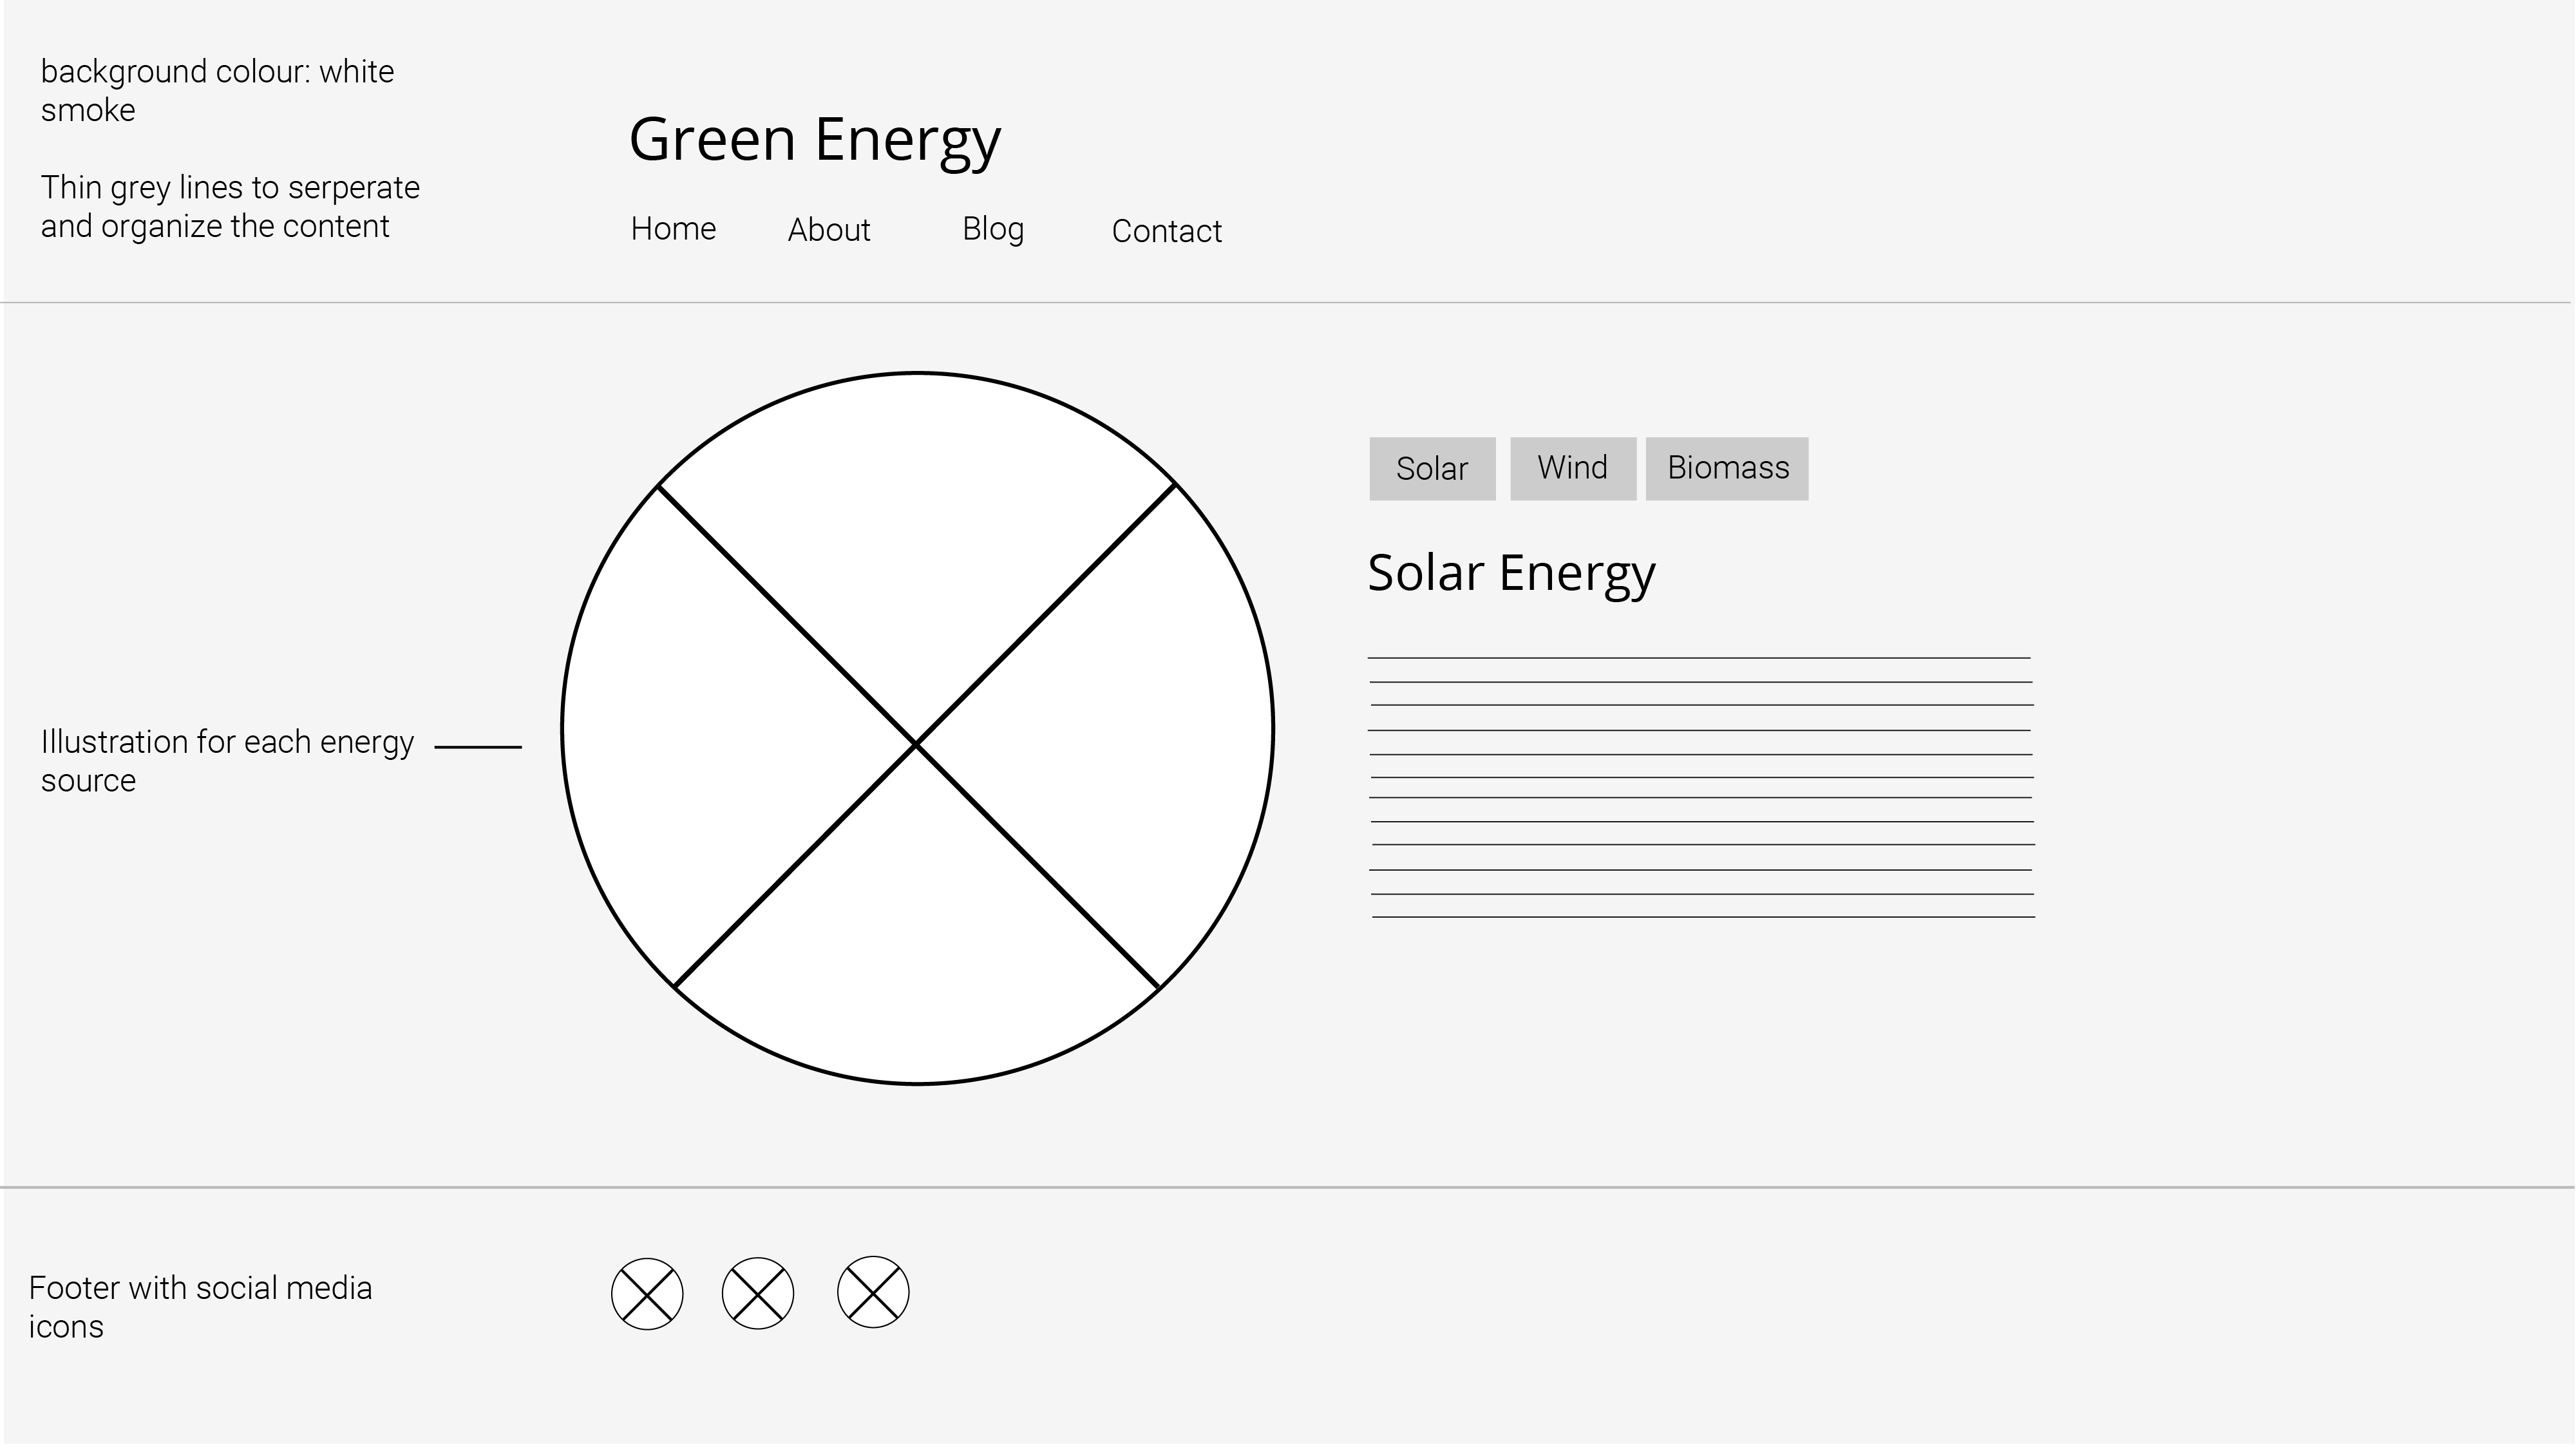 background colour: white
smoke
Thin grey lines to serperate
and organize the content
Green Energy
Home About Blog Contact
Illustration for each energy
source
Solar Wind Biomass
Solar Energy
Footer with social media
icons